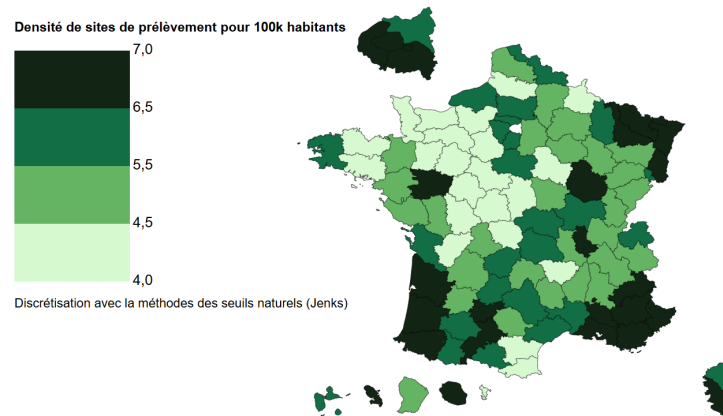 Densité de sites de prélèvement pour 100k habitants
7,0
6,5
5,5
4,5
4,0
Discrétisation avec la méthodes des seuils naturels (Jenks)